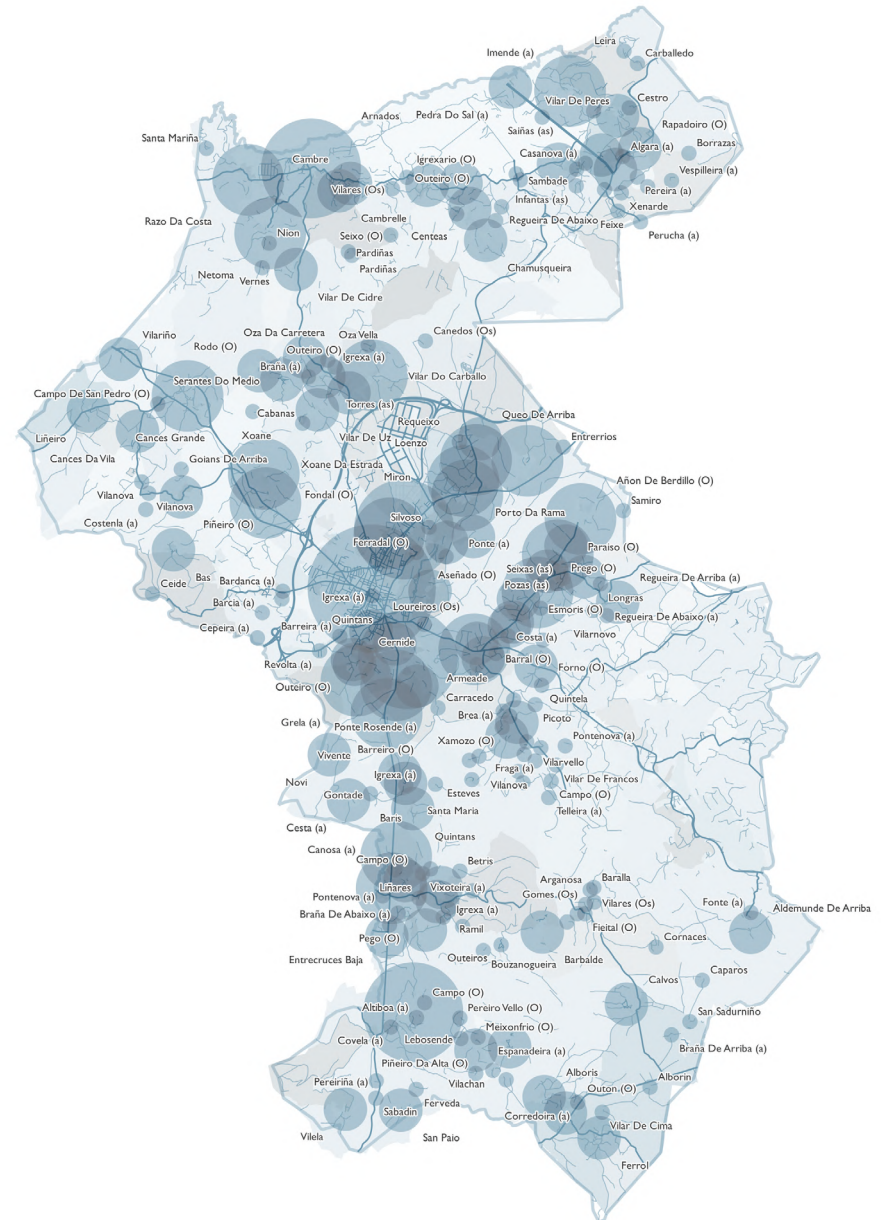 Leira
Imende (a)
Carballedo
Vilar De Peres
Cestro
Arnados
Pedra Do Sal (a)
Rapadoiro (O)
Saiñas (as)
Santa Mariña
Algara (a)
Borrazas
Casanova (a)
Cambre
Igrexario (O)
Vespilleira (a)
Outeiro (O)
Sambade
Vilares (Os)
Pereira (a)
Infantas (as)
Xenarde
Razo Da Costa
Cambrelle
Regueira De Abaixo
Feixe
Nion
Seixo (O)
Centeas
Perucha (a)
Pardiñas
Netoma
Pardiñas
Chamusqueira
Vernes
Vilar De Cidre
Oza Da Carretera
Oza Vella
Canedos (Os)
Vilariño
Rodo (O)
Outeiro (O)
Igrexa (a)
Braña (a)
Serantes Do Medio
Vilar Do Carballo
Campo De San Pedro (O)
Torres (as)
Cabanas
Queo De Arriba
Requeixo
Liñeiro
Cances Grande
Xoane
Vilar De Uz
Loenzo
Entrerrios
Cances Da Vila
Goians De Arriba
Xoane Da Estrada
Miron
Añon De Berdillo (O)
Vilanova
Fondal (O)
Samiro
Vilanova
Porto Da Rama
Costenla (a)
Piñeiro (O)
Silvoso
Ferradal (O)
Ponte (a)
Paraiso (O)
Seixas (as)
Prego (O)
Bas
Aseñado (O)
Regueira De Arriba (a)
Ceide
Bardanca (a)
Pozas (as)
Igrexa (a)
Longras
Barcia (a)
Loureiros (Os)
Esmoris (O)
Regueira De Abaixo (a)
Cepeira (a)
Barreira (a)
Quintans
Vilarnovo
Cernide
Costa (a)
Revolta (a)
Barral (O)
Forno (O)
Armeade
Outeiro (O)
Carracedo
Quintela
Grela (a)
Ponte Rosende (a)
Brea (a)
Picoto
Xamozo (O)
Pontenova (a)
Vivente
Barreiro (O)
Vilarvello
Fraga (a)
Novi
Igrexa (a)
Vilanova
Vilar De Francos
Gontade
Esteves
Campo (O)
Baris
Santa Maria
Telleira (a)
Cesta (a)
Quintans
Canosa (a)
Campo (O)
Betris
Arganosa
Baralla
Liñares
Vixoteira (a)
Gomes (Os)
Pontenova (a)
Vilares (Os)
Fonte (a)
Aldemunde De Arriba
Braña De Abaixo (a)
Igrexa (a)
Ramil
Fieital (O)
Pego (O)
Cornaces
Entrecruces Baja
Outeiros
Bouzanogueira
Barbalde
Caparos
Calvos
Campo (O)
Altiboa (a)
Pereiro Vello (O)
San Sadurniño
Meixonfrio (O)
Covela (a)
Lebosende
Espanadeira (a)
Braña De Arriba (a)
Piñeiro Da Alta (O)
Pereiriña (a)
Vilachan
Alboris
Alborin
Outon (O)
Ferveda
Sabadin
Corredoira (a)
Vilar De Cima
Vilela
San Paio
Ferrol